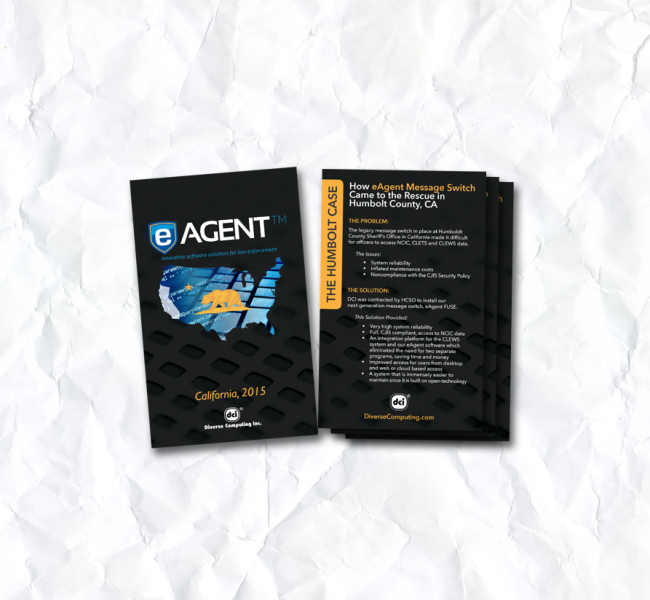 eAGENT™
innovative software solutions for law enforcement
California, 2015
dci
Diverse Computing Inc.
THE HUMBOLT CASE
How eAgent Message Switch
Came to the Rescue in
Humbolt County, CA
THE PROBLEM:
The legacy message switch in place at Humboldt
County Sheriff's Office in California made it difficult
for officers to access NCIC, CLETS and CLEWS data.
The Issues:
• System reliability
• Inflated maintenance costs
• Noncompliance with the CJIS Security Policy
THE SOLUTION:
DCI was contracted by HCSO to install our
next-generation message switch, eAgent FUSE.
This Solution Provided:
• Very high system reliability
• Full, CJIS compliant, access to NCIC data
• An integration platform for the CLEWS
system and our eAgent software which
eliminated the need for two separate
programs, saving time and money
• Improved access for users from desktop
and web or cloud based access
• A system that is immensely easier to
maintain since it is built on open technology
dci
DiverseComputing.com